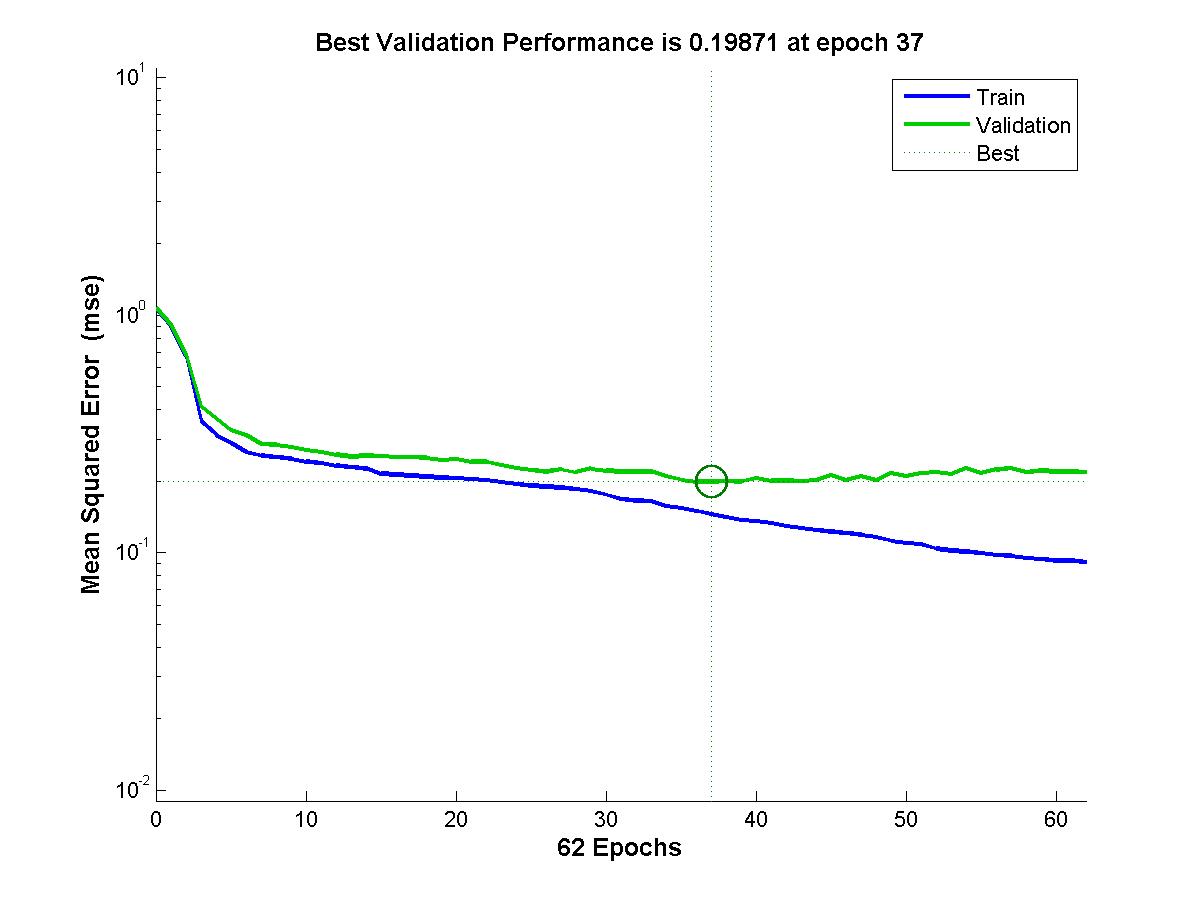 Best Validation Performance is 0.19871 at epoch 37
10^1
Train
Validation
Best
10^0
Mean Squared Error (mse)
10^-1
10^-2
0 10 20 30 40 50 60
62 Epochs